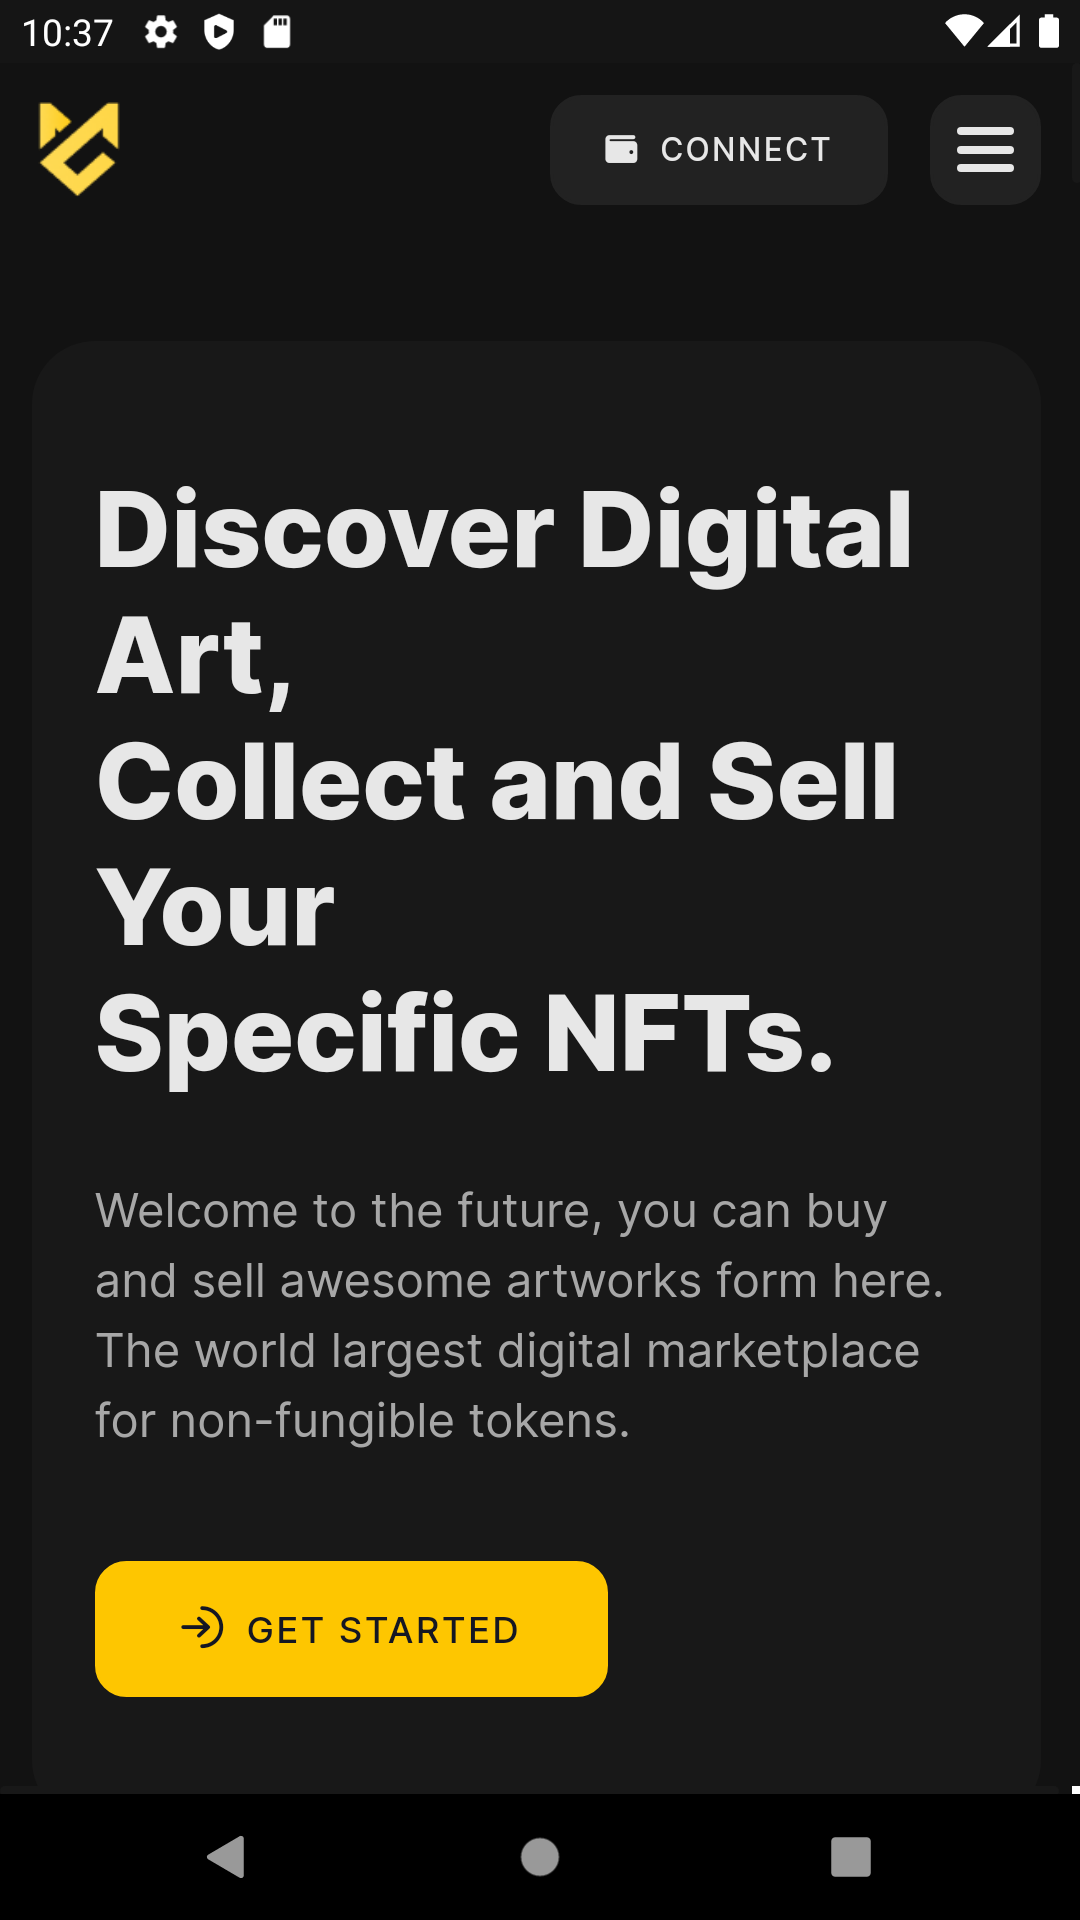 10:37
CONNECT
Discover Digital
Art,
Collect and Sell
Your
Specific NFTs.
Welcome to the future, you can buy
and sell awesome artworks form here.
The world largest digital marketplace
for non-fungible tokens.
GET STARTED